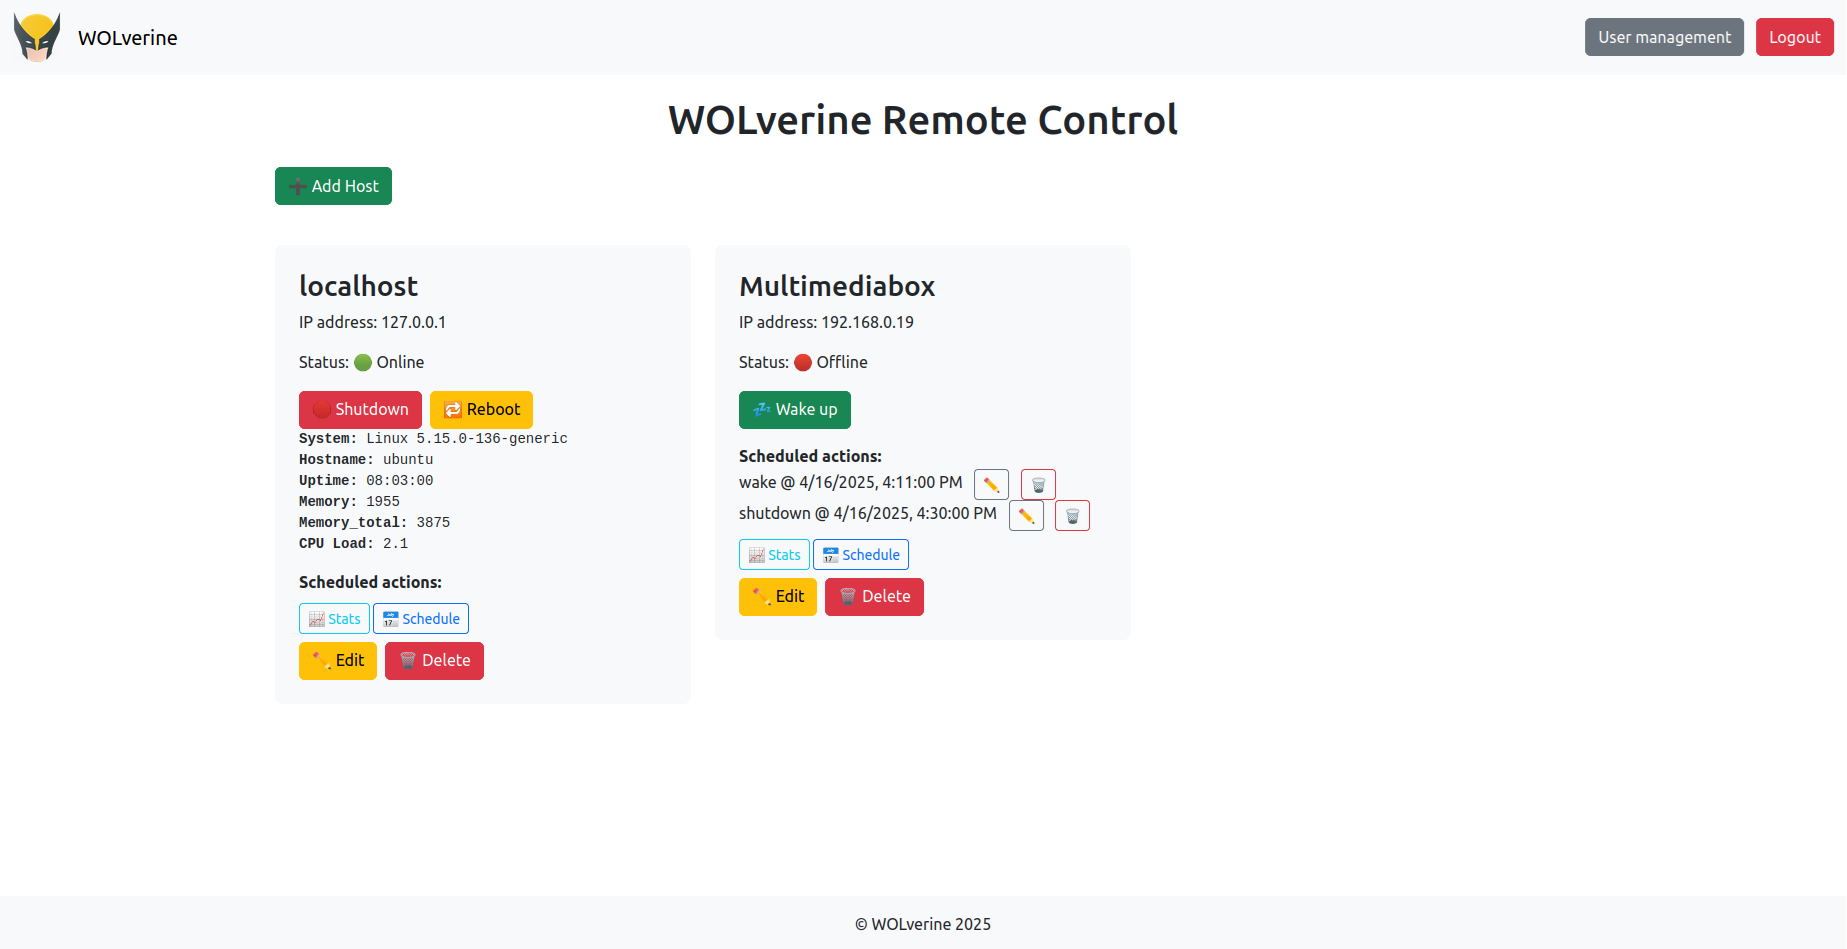 WOLverine
User management
Logout
WOLverine Remote Control
➕ Add Host
localhost
IP address: 127.0.0.1
Status: 🟢 Online
🔴 Shutdown
🔁 Reboot
System: Linux 5.15.0-136-generic
Hostname: ubuntu
Uptime: 08:03:00
Memory: 1955
Memory_total: 3875
CPU Load: 2.1
Scheduled actions:
📈 Stats
📅 Schedule
✏️ Edit
🗑️ Delete
Multimediabox
IP address: 192.168.0.19
Status: 🔴 Offline
💤 Wake up
Scheduled actions:
wake @ 4/16/2025, 4:11:00 PM ✏️ 🗑️
shutdown @ 4/16/2025, 4:30:00 PM ✏️ 🗑️
📈 Stats
📅 Schedule
✏️ Edit
🗑️ Delete
© WOLverine 2025